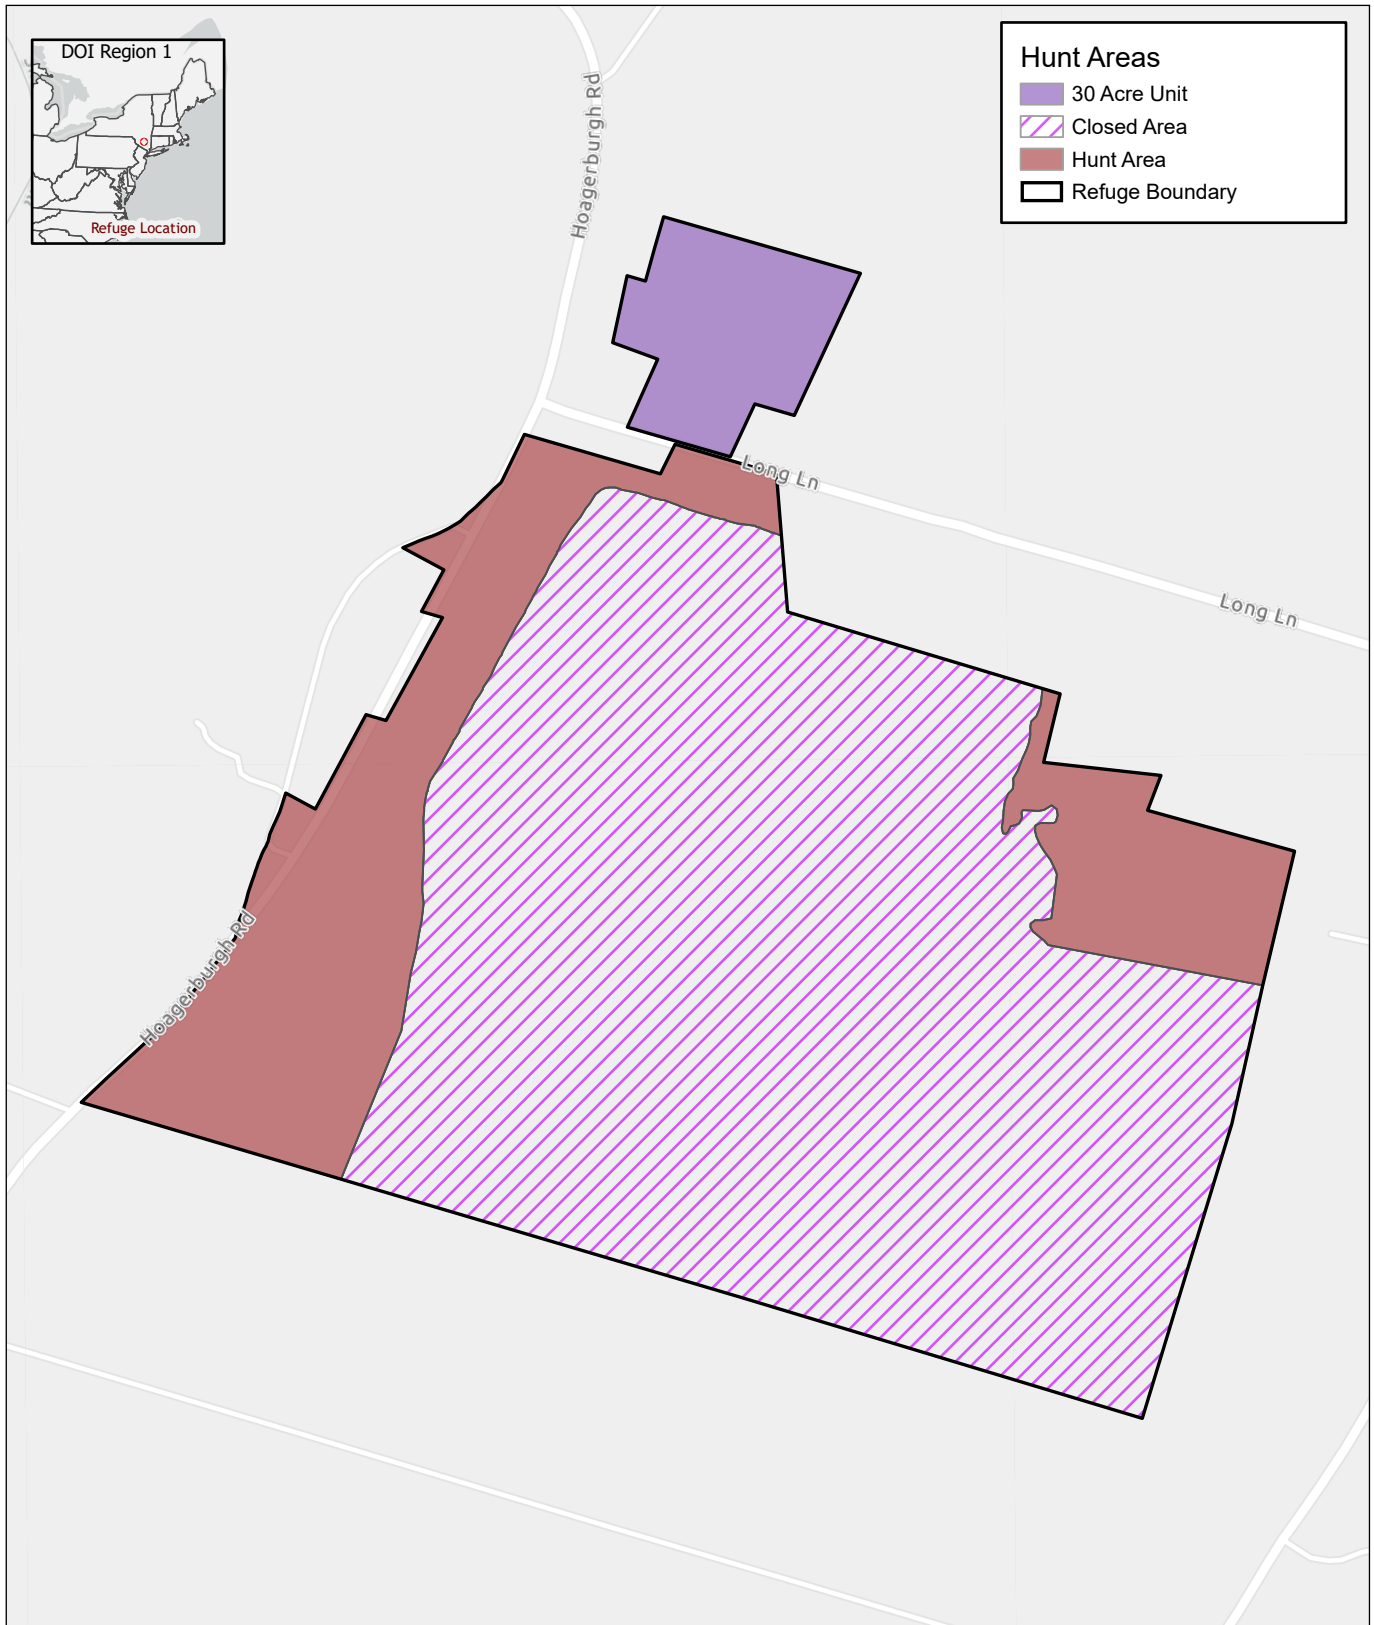 DOI Region 1
Refuge Location
Hunt Areas
30 Acre Unit
Closed Area
Hunt Area
Refuge Boundary
Hoagerburgh Rd
Long Ln
Long Ln
Hoagerburgh Rd